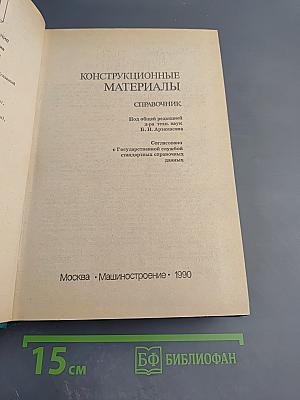 КОНСТРУКЦИОННЫЕ
МАТЕРИАЛЫ
СПРАВОЧНИК
Под общей редакцией
д-ра техн. наук
Б. Н. Арзамасова
Согласовано
с Государственной службой
стандартных справочных
данных
Москва • Машиностроение • 1990
15 см
БФ БИБЛИОФАН